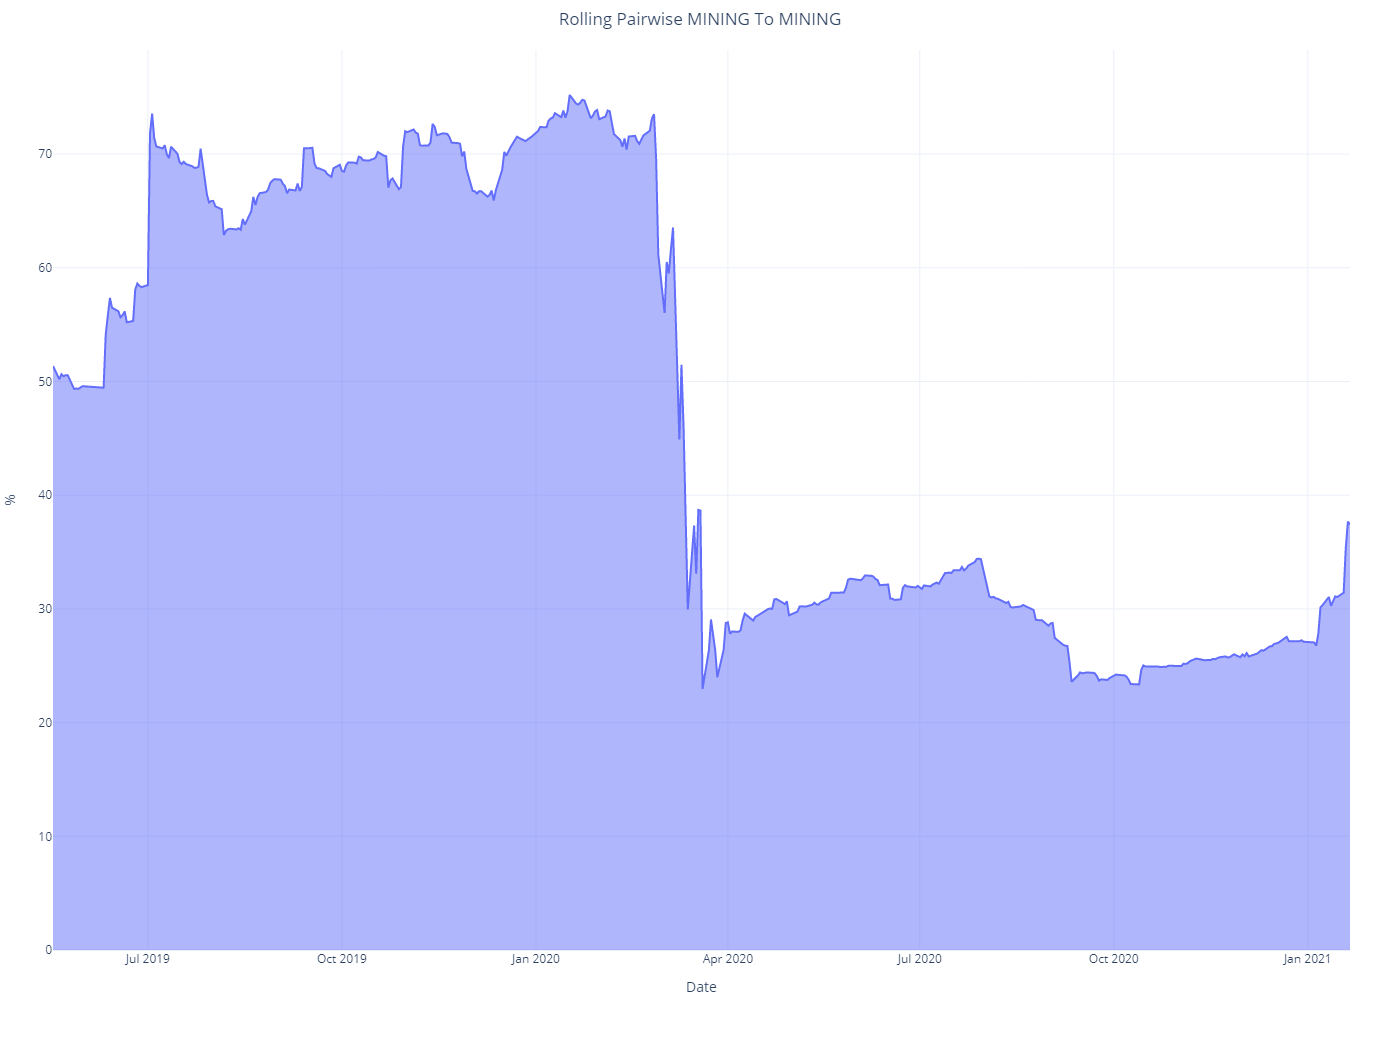 Rolling Pairwise MINING To MINING
70
60
50
40
30
20
10
0
%
Jul 2019
Oct 2019
Jan 2020
Apr 2020
Jul 2020
Oct 2020
Jan 2021
Date